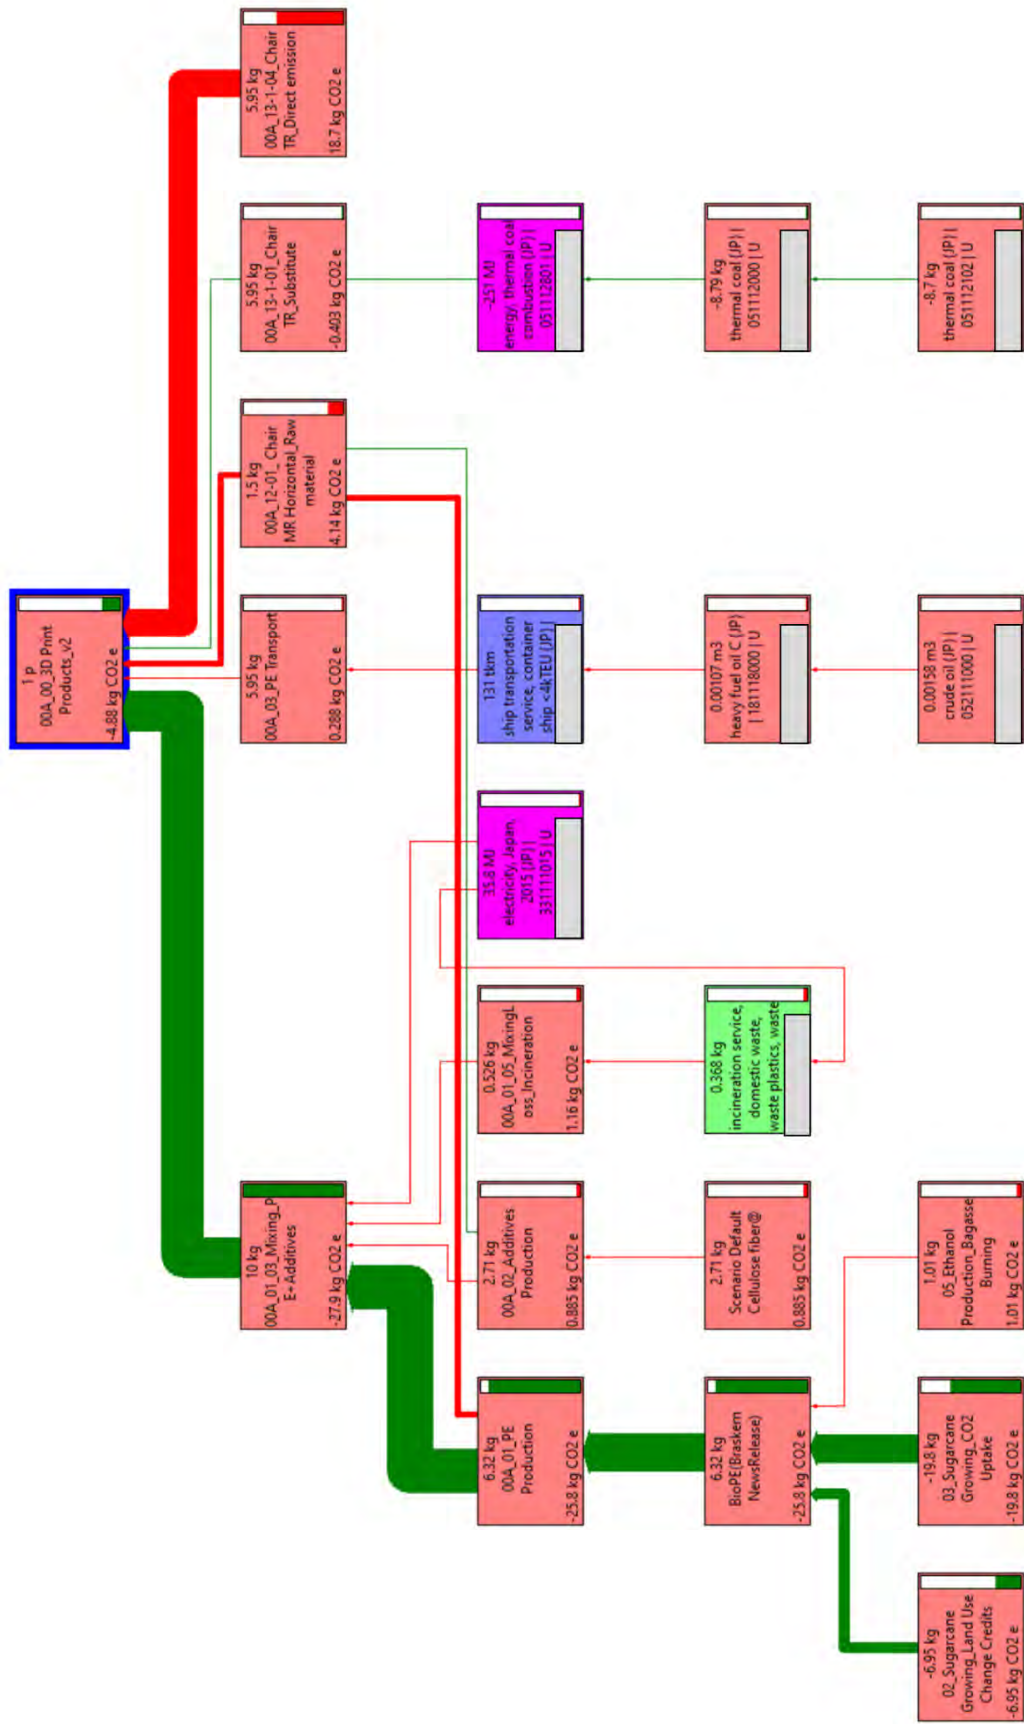 1 p
00A_00_3D Print
Products_v2
-4.88 kg CO2 e
10 kg
00A_01_03_Mixing_P
E+Additives
-27.9 kg CO2 e
5.95 kg
00A_03_PE Transport
0.288 kg CO2 e
1.5 kg
00A_12-01_ Chair
MR Horizontal_Raw
material
4.14 kg CO2 e
5.95 kg
00A_13-1-01_Chair
TR_Substitute
-0.403 kg CO2 e
5.95 kg
00A_13-1-04_Chair
TR_Direct emission
18.7 kg CO2 e
6.32 kg
00A_01_PE
Production
-25.8 kg CO2 e
2.71 kg
00A_02_Additives
Production
0.885 kg CO2 e
0.526 kg
00A_01_05_MixingL
oss_Incineration
1.16 kg CO2 e
35.8 MJ
electricity, Japan,
2015 (JP) |
331111015 | U
131 tkm
ship transportation
service, container
ship <4kTEU (JP) |
-251 MJ
energy, thermal coal
combustion (JP) |
051112801 | U
6.32 kg
BioPE(Braskem
NewsRelease)
-25.8 kg CO2 e
2.71 kg
Scenario Default
Cellulose fiber@
0.885 kg CO2 e
0.368 kg
incineration service,
domestic waste,
waste plastics, waste
0.00107 m3
heavy fuel oil C (JP)
| 181118000 | U
-8.79 kg
thermal coal (JP) |
051112000 | U
-6.95 kg
02_Sugarcane
Growing_Land Use
Change Credits
-6.95 kg CO2 e
-19.8 kg
03_Sugarcane
Growing_CO2
Uptake
-19.8 kg CO2 e
1.01 kg
05_Ethanol
Production_Bagasse
Burning
1.01 kg CO2 e
0.00158 m3
crude oil (JP) |
052111000 | U
-8.7 kg
thermal coal (JP) |
051112102 | U